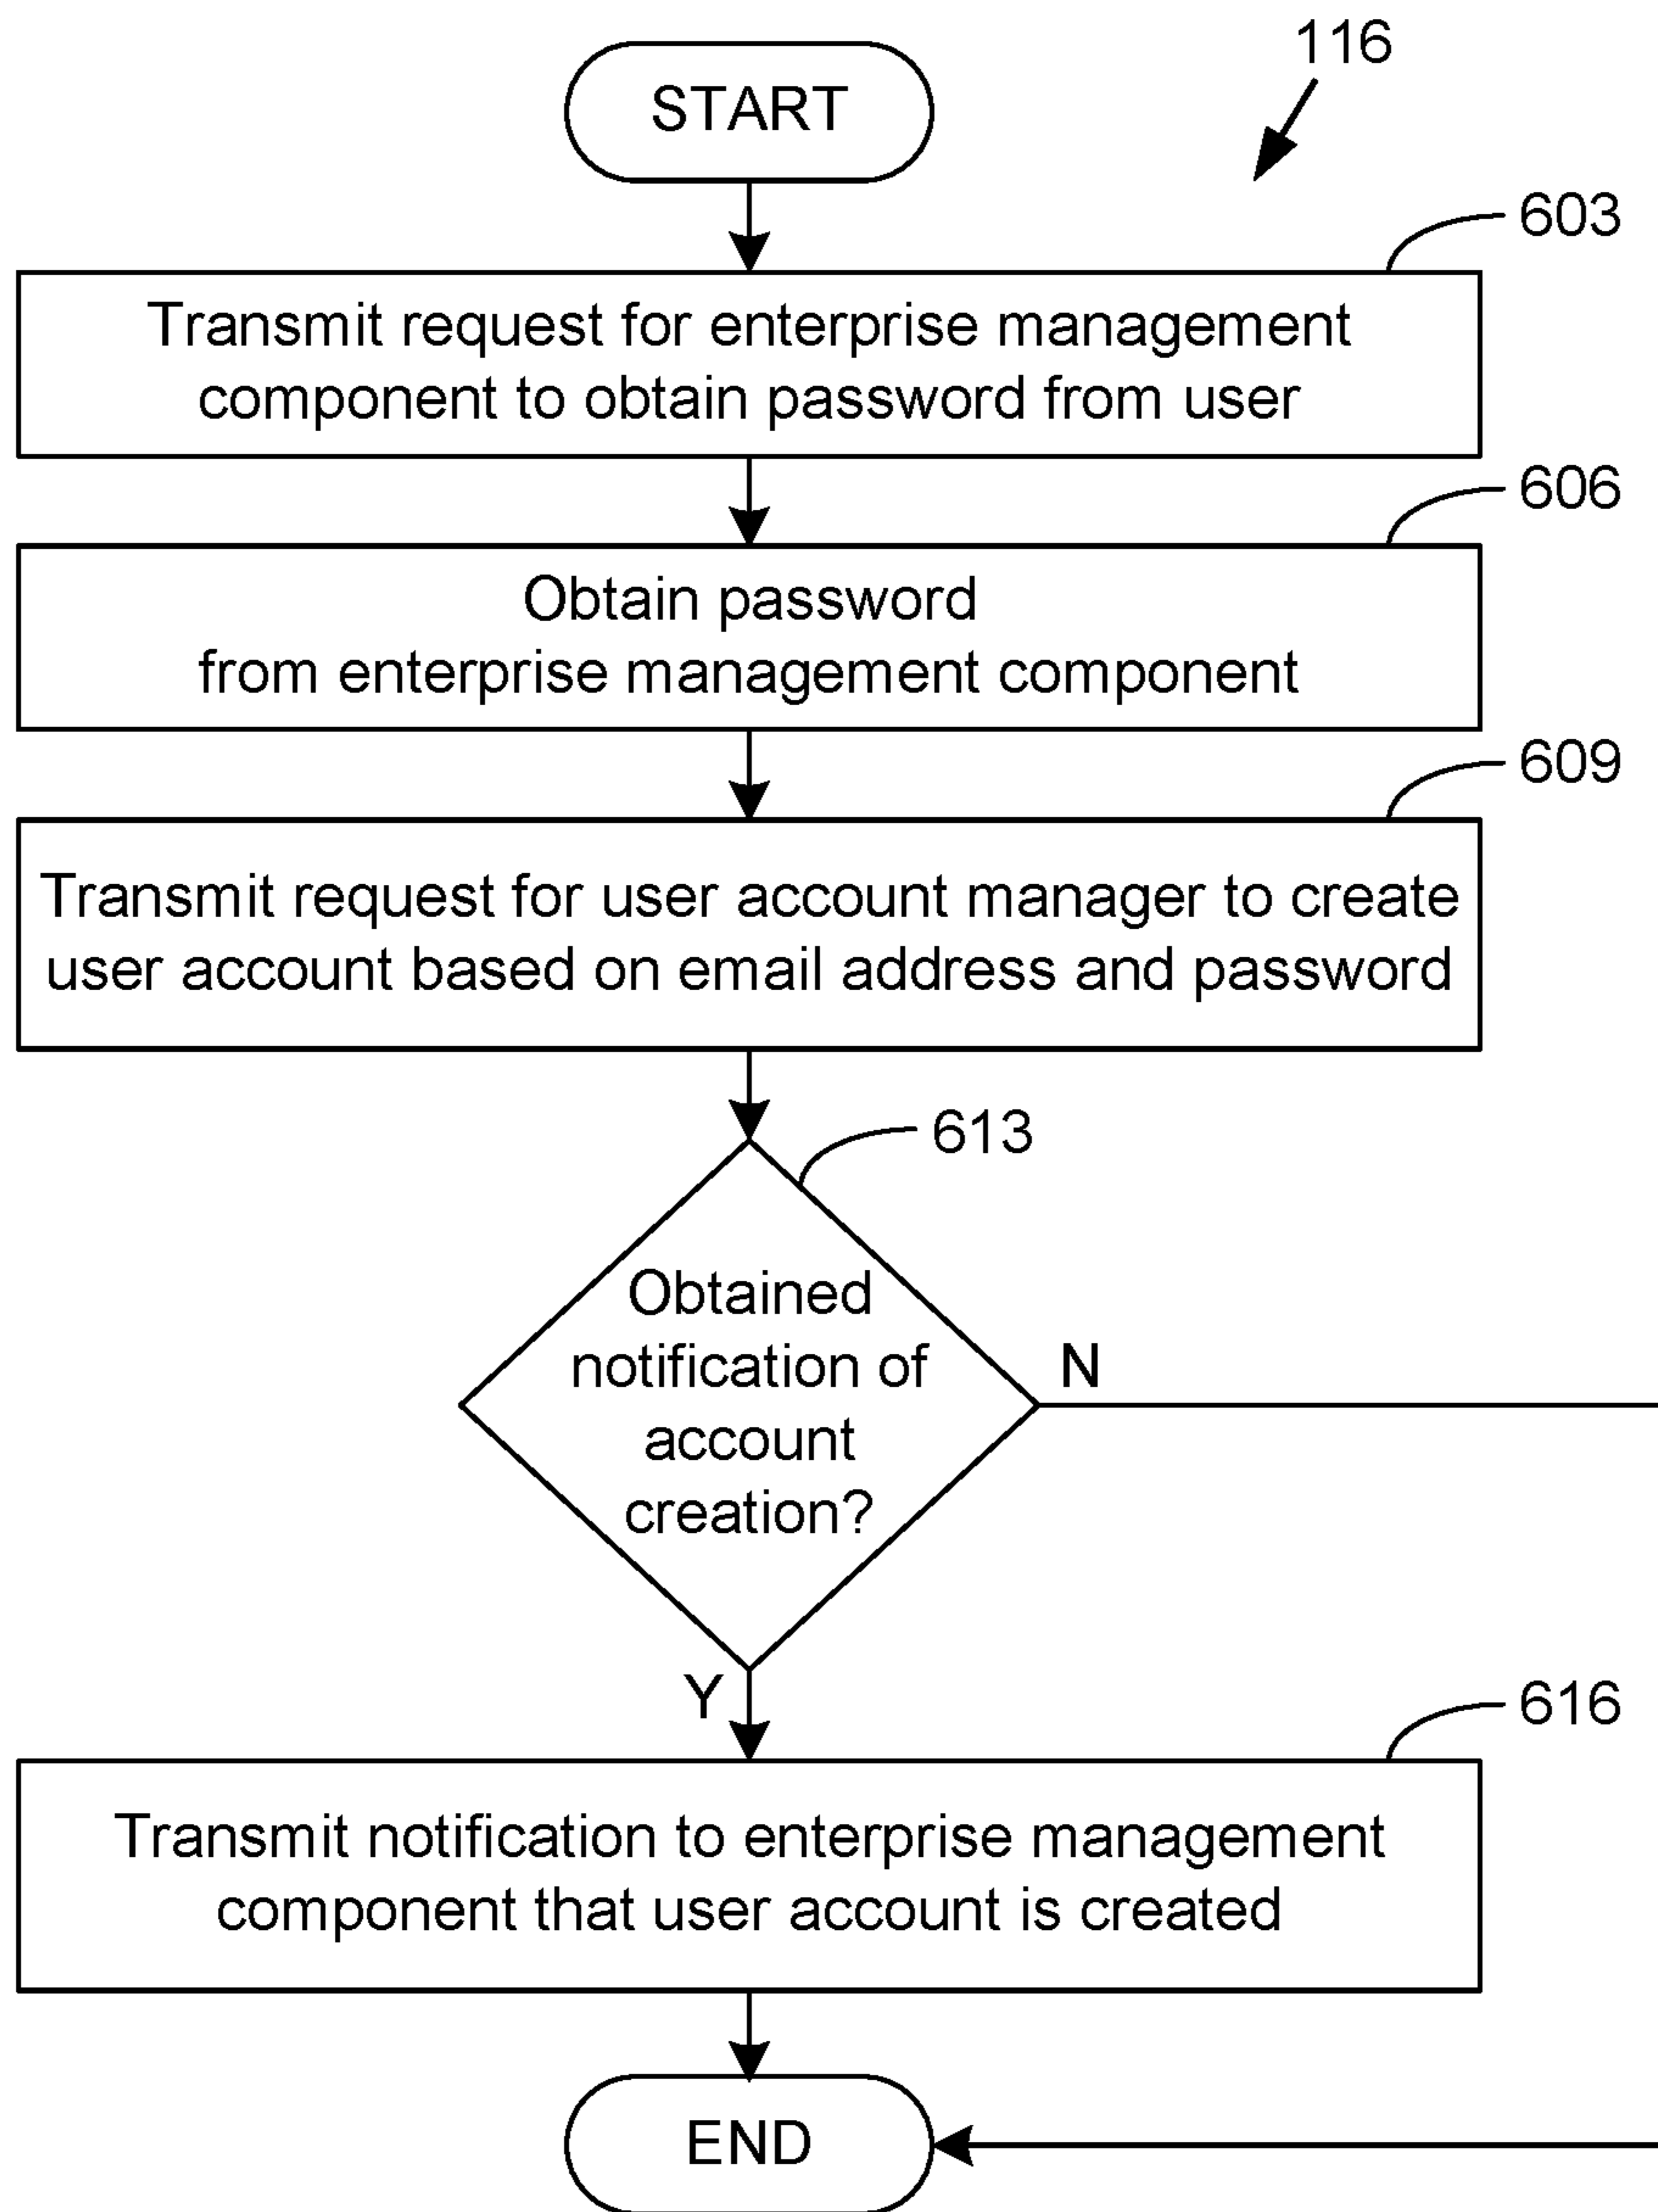 116
START
603
Transmit request for enterprise management
component to obtain password from user
606
Obtain password
from enterprise management component
609
Transmit request for user account manager to create
user account based on email address and password
613
Obtained
notification of
account
creation?
N
Y
616
Transmit notification to enterprise management
component that user account is created
END